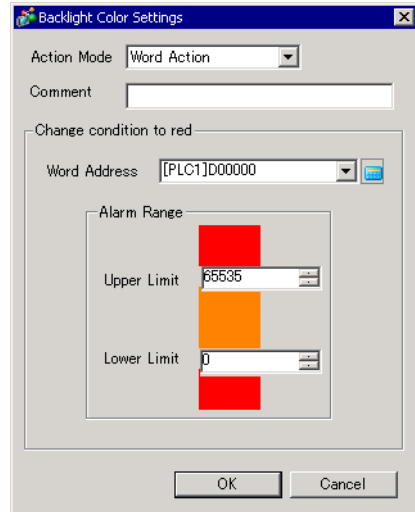 Backlight Color Settings
Action Mode Word Action
Comment
Change condition to red
Word Address [PLC1]D00000
Alarm Range
Upper Limit 65535
Lower Limit 0
OK Cancel